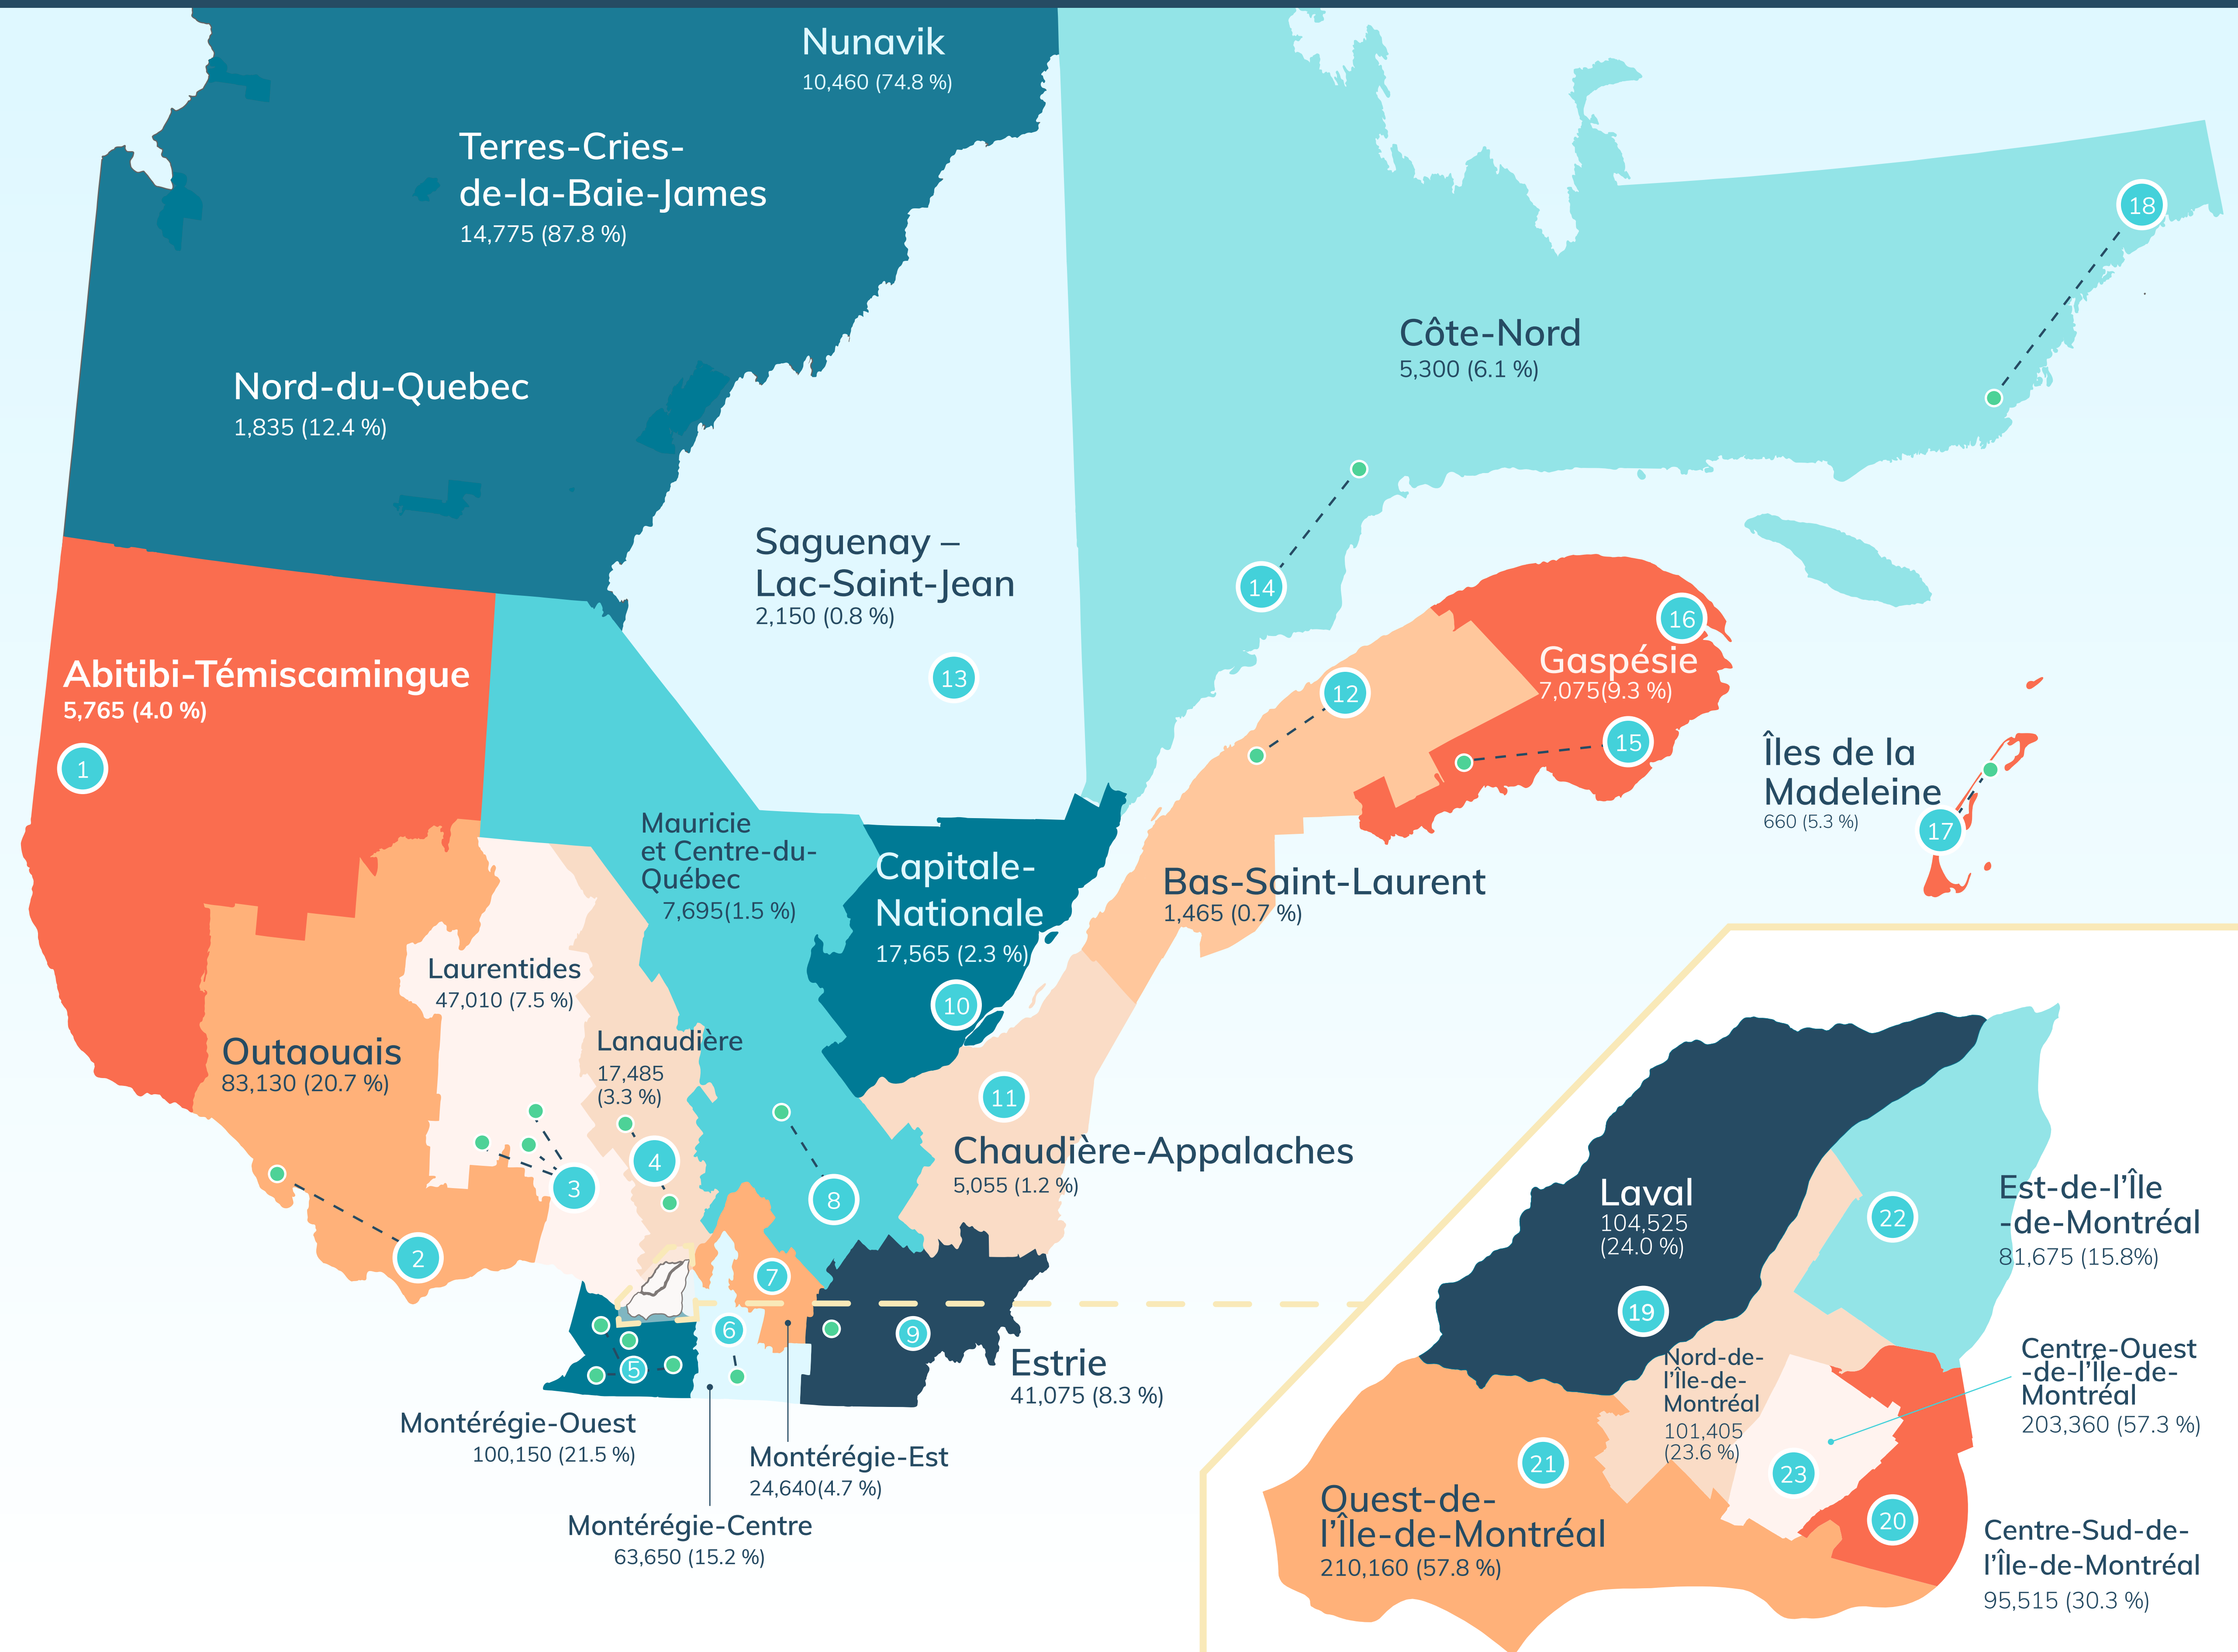 Nunavik
10,460 (74.8 %)
Terres-Cries-
de-la-Baie-James
14,775 (87.8 %)
18
Côte-Nord
5,300 (6.1 %)
Nord-du-Quebec
1,835 (12.4 %)
Saguenay –
Lac-Saint-Jean
2,150 (0.8 %)
13
14
16
Gaspésie
7,075(9.3 %)
15
12
Abitibi-Témiscamingue
5,765 (4.0 %)
1
Îles de la
Madeleine
660 (5.3 %)
17
Mauricie
et Centre-du-
Québec
7,695(1.5 %)
Capitale-
Nationale
17,565 (2.3 %)
10
Bas-Saint-Laurent
1,465 (0.7 %)
Laurentides
47,010 (7.5 %)
Outaouais
83,130 (20.7 %)
Lanaudière
17,485
(3.3 %)
11
Chaudière-Appalaches
5,055 (1.2 %)
4
3
8
2
7
6
9
5
Estrie
41,075 (8.3 %)
Montérégie-Ouest
100,150 (21.5 %)
Montérégie-Est
24,640(4.7 %)
Montérégie-Centre
63,650 (15.2 %)
Laval
104,525
(24.0 %)
19
22
Est-de-l’Île
-de-Montréal
81,675 (15.8%)
Nord-de-
l’Île-de-
Montréal
101,405
(23.6 %)
Centre-Ouest
-de-l’Île-de-
Montréal
203,360 (57.3 %)
21
23
Ouest-de-
l’Île-de-Montréal
210,160 (57.8 %)
20
Centre-Sud-de-
l’Île-de-Montréal
95,515 (30.3 %)